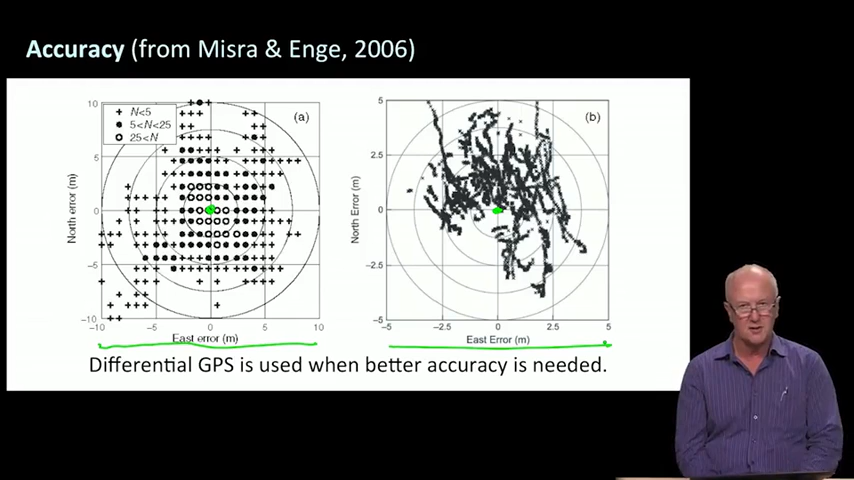 Accuracy (from Misra & Enge, 2006)
N<5
5<N<25
25<N
(a)
10
5
0
−5
−10
North error (m)
−10
−5
0
5
10
East error (m)
(b)
5
2.5
0
−2.5
−5
North Error (m)
−5
−2.5
0
2.5
5
East Error (m)
Differential GPS is used when better accuracy is needed.